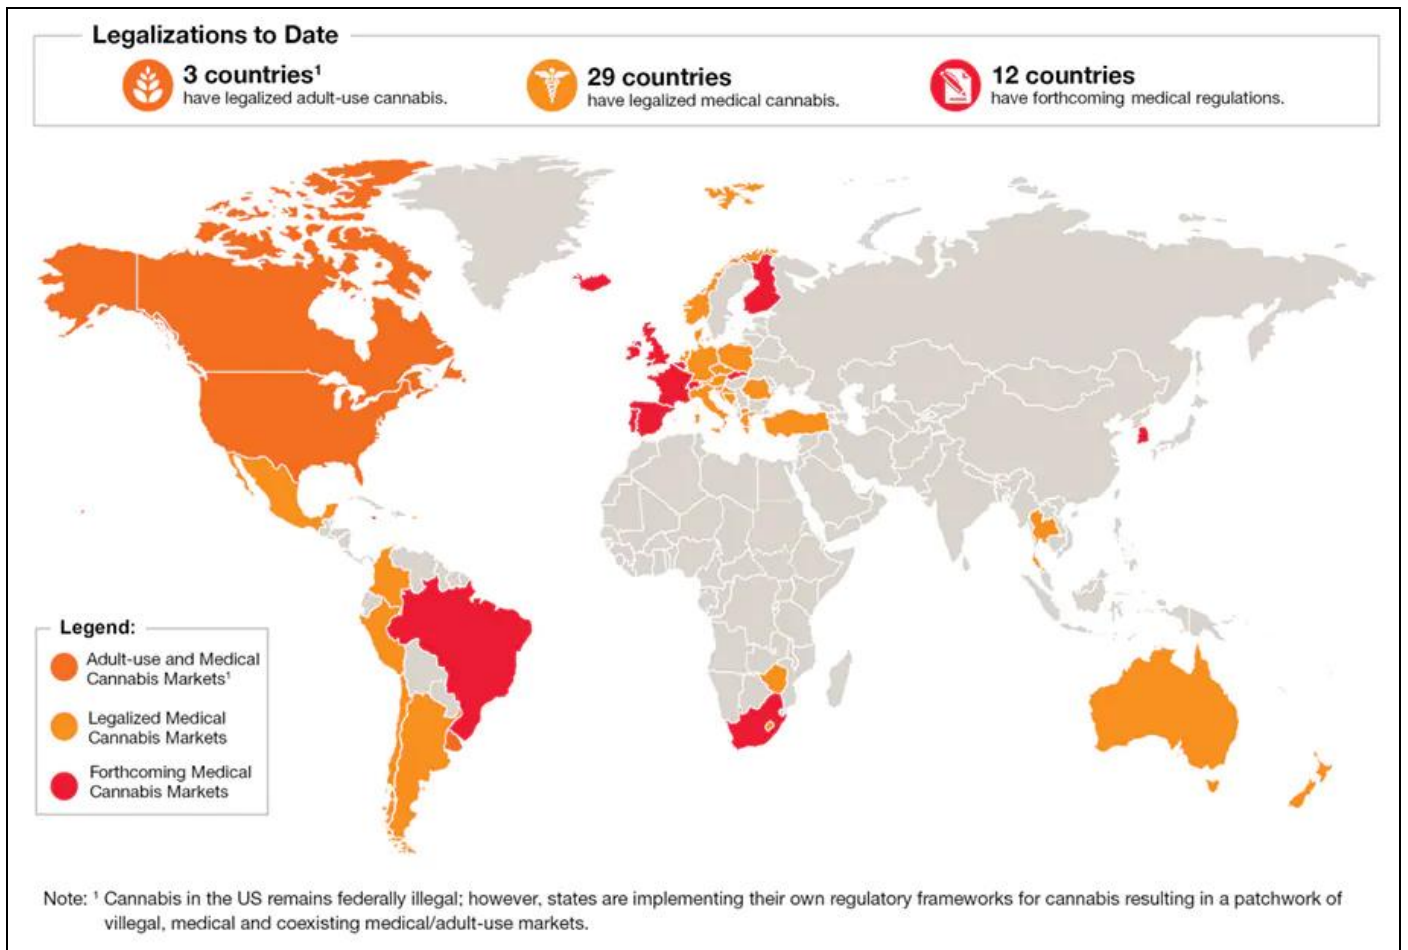 Legalizations to Date
3 countries¹
have legalized adult-use cannabis.
29 countries
have legalized medical cannabis.
12 countries
have forthcoming medical regulations.
Legend:
Adult-use and Medical
Cannabis Markets¹
Legalized Medical
Cannabis Markets
Forthcoming Medical
Cannabis Markets
Note: ¹ Cannabis in the US remains federally illegal; however, states are implementing their own regulatory frameworks for cannabis resulting in a patchwork of
villegal, medical and coexisting medical/adult-use markets.